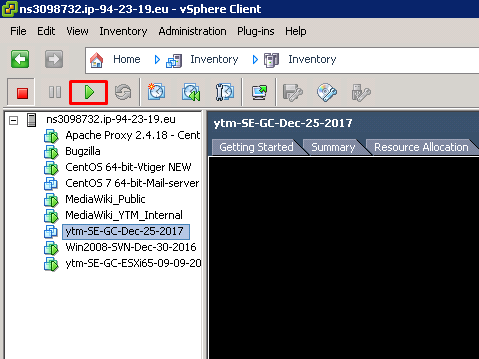 ns3098732.ip-94-23-19.eu - vSphere Client
File Edit View Inventory Administration Plug-ins Help
Home Inventory Inventory
ns3098732.ip-94-23-19.eu
Apache Proxy 2.4.18 - Cent
Bugzilla
CentOS 64-bit-Vtiger NEW
CentOS 7 64-bit-Mail-server
MediaWiki_Public
MediaWiki_YTM_Internal
ytm-SE-GC-Dec-25-2017
Win2008-SVN-Dec-30-2016
ytm-SE-GC-ESXi65-09-09-20
ytm-SE-GC-Dec-25-2017
Getting Started Summary Resource Allocation